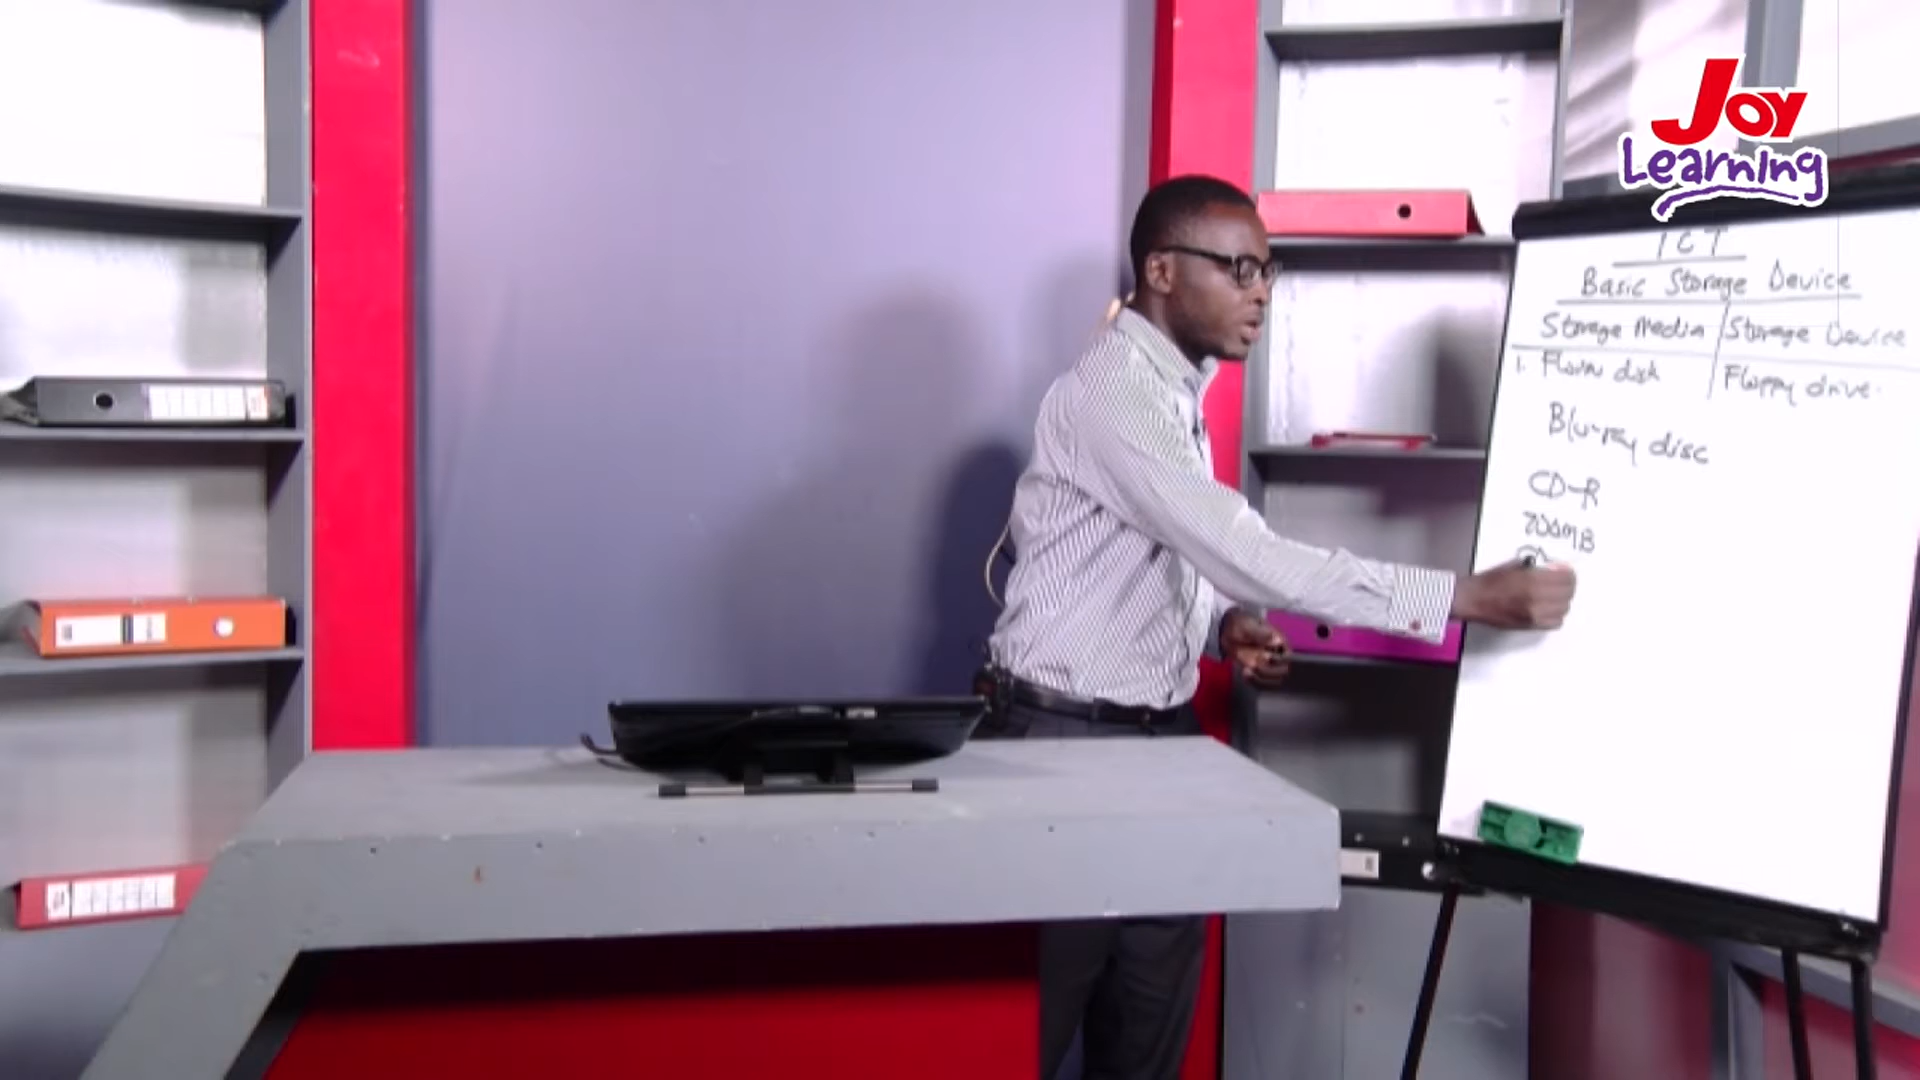 JOY
Learning
ICT
Basic Storage Device
Storage Media Storage Device
1. disk Floppy drive
Blu-ray disc
CD-R
700MB